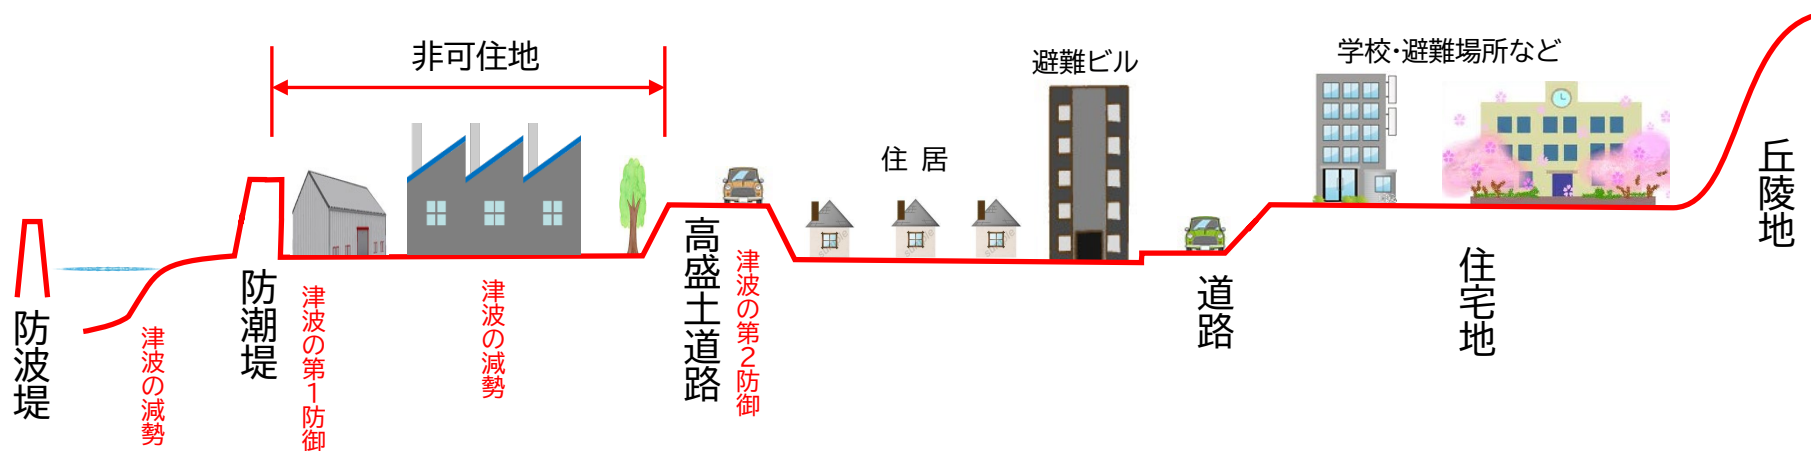 非可住地
避難ビル
学校・避難場所など
住居
防波堤
津波の減勢
防潮堤
津波の第1防御
津波の減勢
高盛土道路
津波の第2防御
道路
住宅地
丘陵地